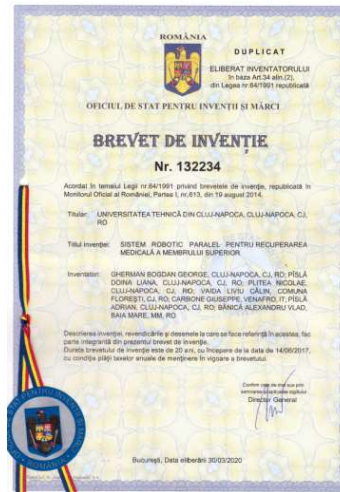 ROMÂNIA
DUPLICAT
ELIBERAT INVENTATORULUI
în baza Art.34 alin.(2),
din Legea nr.64/1991 republicată
OFICIUL DE STAT PENTRU INVENȚII ȘI MĂRCI
BREVET DE INVENȚIE
Nr. 132234
Acordat în temeiul Legii nr.64/1991 privind brevetele de invenție, republicată în
Monitorul Oficial al României, Partea I, nr.613, din 19 august 2014.
Titular: UNIVERSITATEA TEHNICĂ DIN CLUJ-NAPOCA, CLUJ-NAPOCA, CJ,
RO
Titlul invenției: SISTEM ROBOTIC PARALEL PENTRU RECUPERAREA
MEDICALĂ A MEMBRULUI SUPERIOR
Inventatori: GHERMAN BOGDAN GEORGE, CLUJ-NAPOCA, CJ, RO; PÎSLĂ
DOINA LIANA, CLUJ-NAPOCA, CJ, RO; PLITEA NICOLAE,
CLUJ-NAPOCA, CJ, RO; VAIDA LIVIU CĂLIN, COMUNA
FLOREȘTI, CJ, RO; CARBONE GIUSEPPE, VENAFRO, IT; PÎSLĂ
ADRIAN, CLUJ-NAPOCA, CJ, RO; BĂNICĂ ALEXANDRU VLAD,
BAIA MARE, MM, RO
Descrierea invenției, revendicările și desenele la care se face referință în acestea, fac
parte integrantă din prezentul brevet de invenție.
Durata brevetului de invenție este de 20 ani, cu începere de la data de 14/06/2017,
cu condiția plății taxelor anuale de menținere în vigoare a brevetului.
Director General
București, Data eliberării 30/03/2020